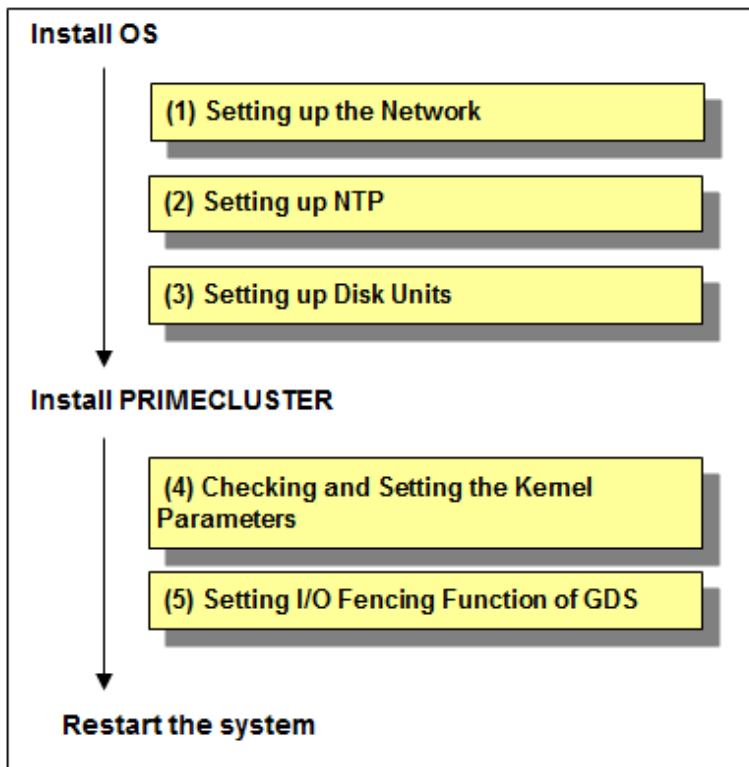 Install OS
(1) Setting up the Network
(2) Setting up NTP
(3) Setting up Disk Units
Install PRIMECLUSTER
(4) Checking and Setting the Kernel
Parameters
(5) Setting I/O Fencing Function of GDS
Restart the system